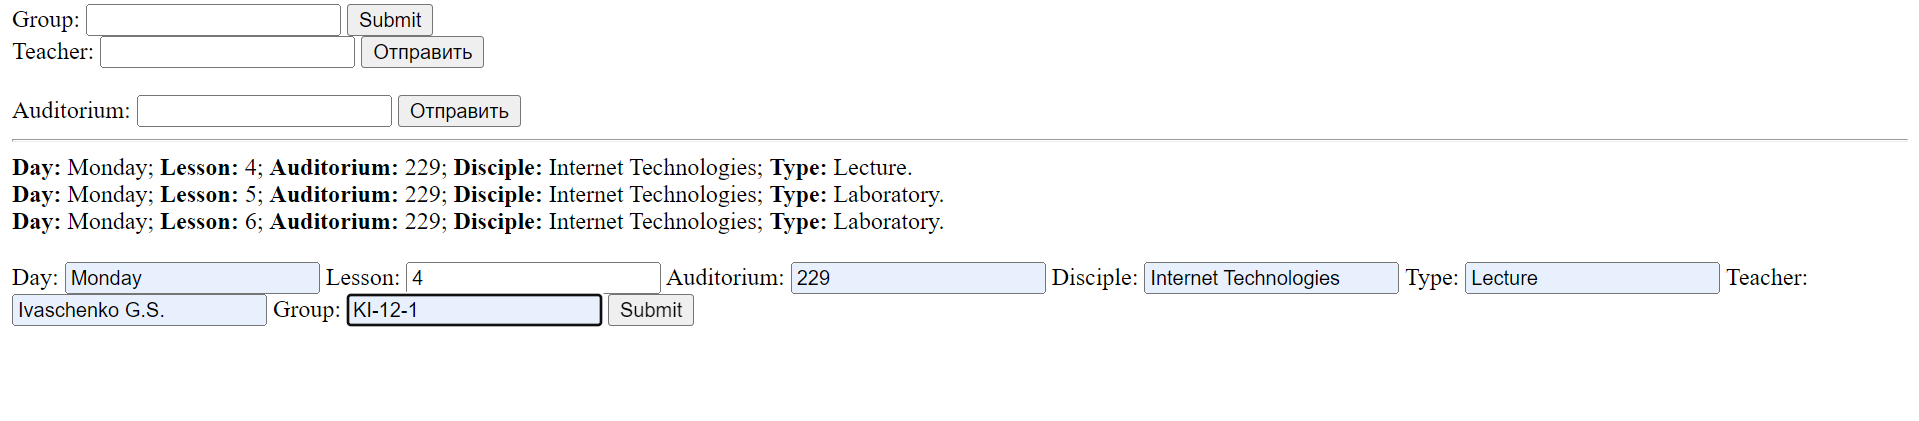 Group: Submit
Teacher: Отправить
Auditorium: Отправить
Day: Monday; Lesson: 4; Auditorium: 229; Disciple: Internet Technologies; Type: Lecture.
Day: Monday; Lesson: 5; Auditorium: 229; Disciple: Internet Technologies; Type: Laboratory.
Day: Monday; Lesson: 6; Auditorium: 229; Disciple: Internet Technologies; Type: Laboratory.
Day: Monday Lesson: 4 Auditorium: 229 Disciple: Internet Technologies Type: Lecture Teacher:
Ivaschenko G.S. Group: KI-12-1 Submit